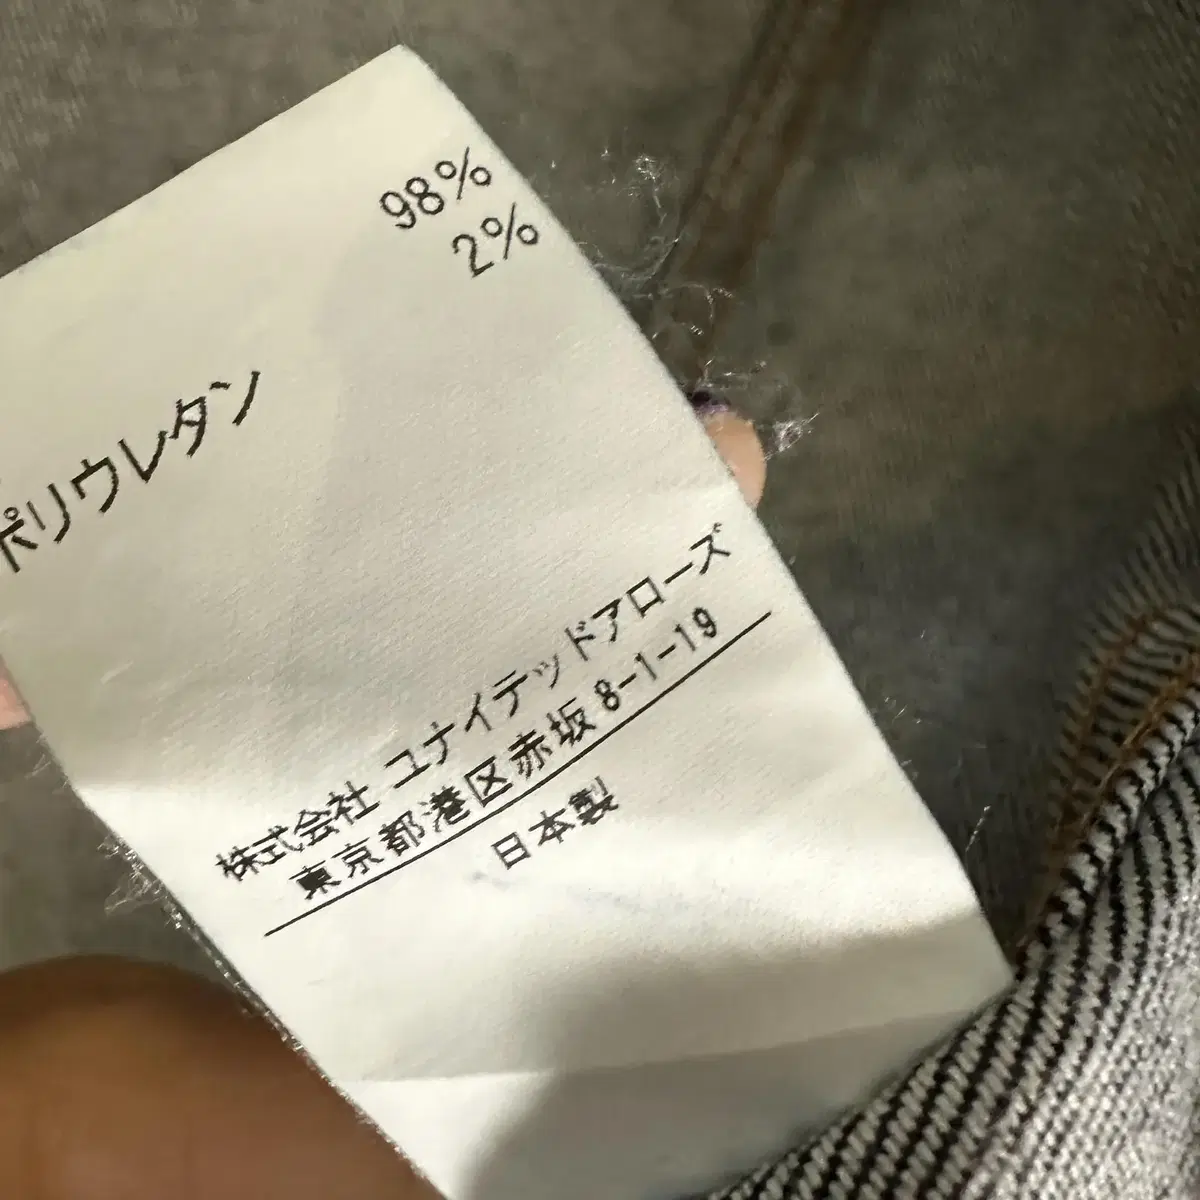 98%
2%
ポリウレタン
株式会社 ユナイテッドアローズ
東京都港区赤坂8-1-19
日本製